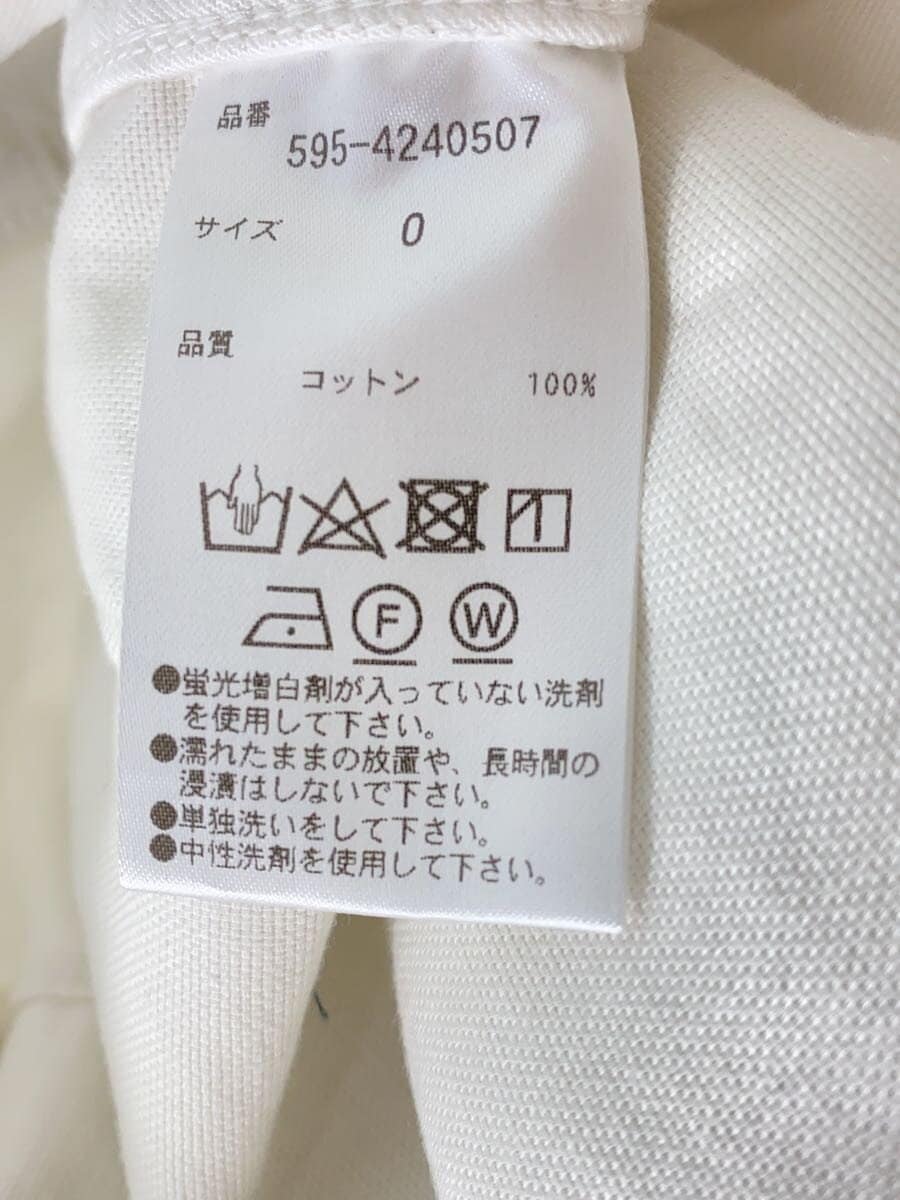 品番 595-4240507
サイズ 0
品質
コットン 100%
F W
●蛍光増白剤が入っていない洗剤
を使用して下さい。
●濡れたままの放置や、長時間の
浸漬はしないで下さい。
●単独洗いをして下さい。
●中性洗剤を使用して下さい。